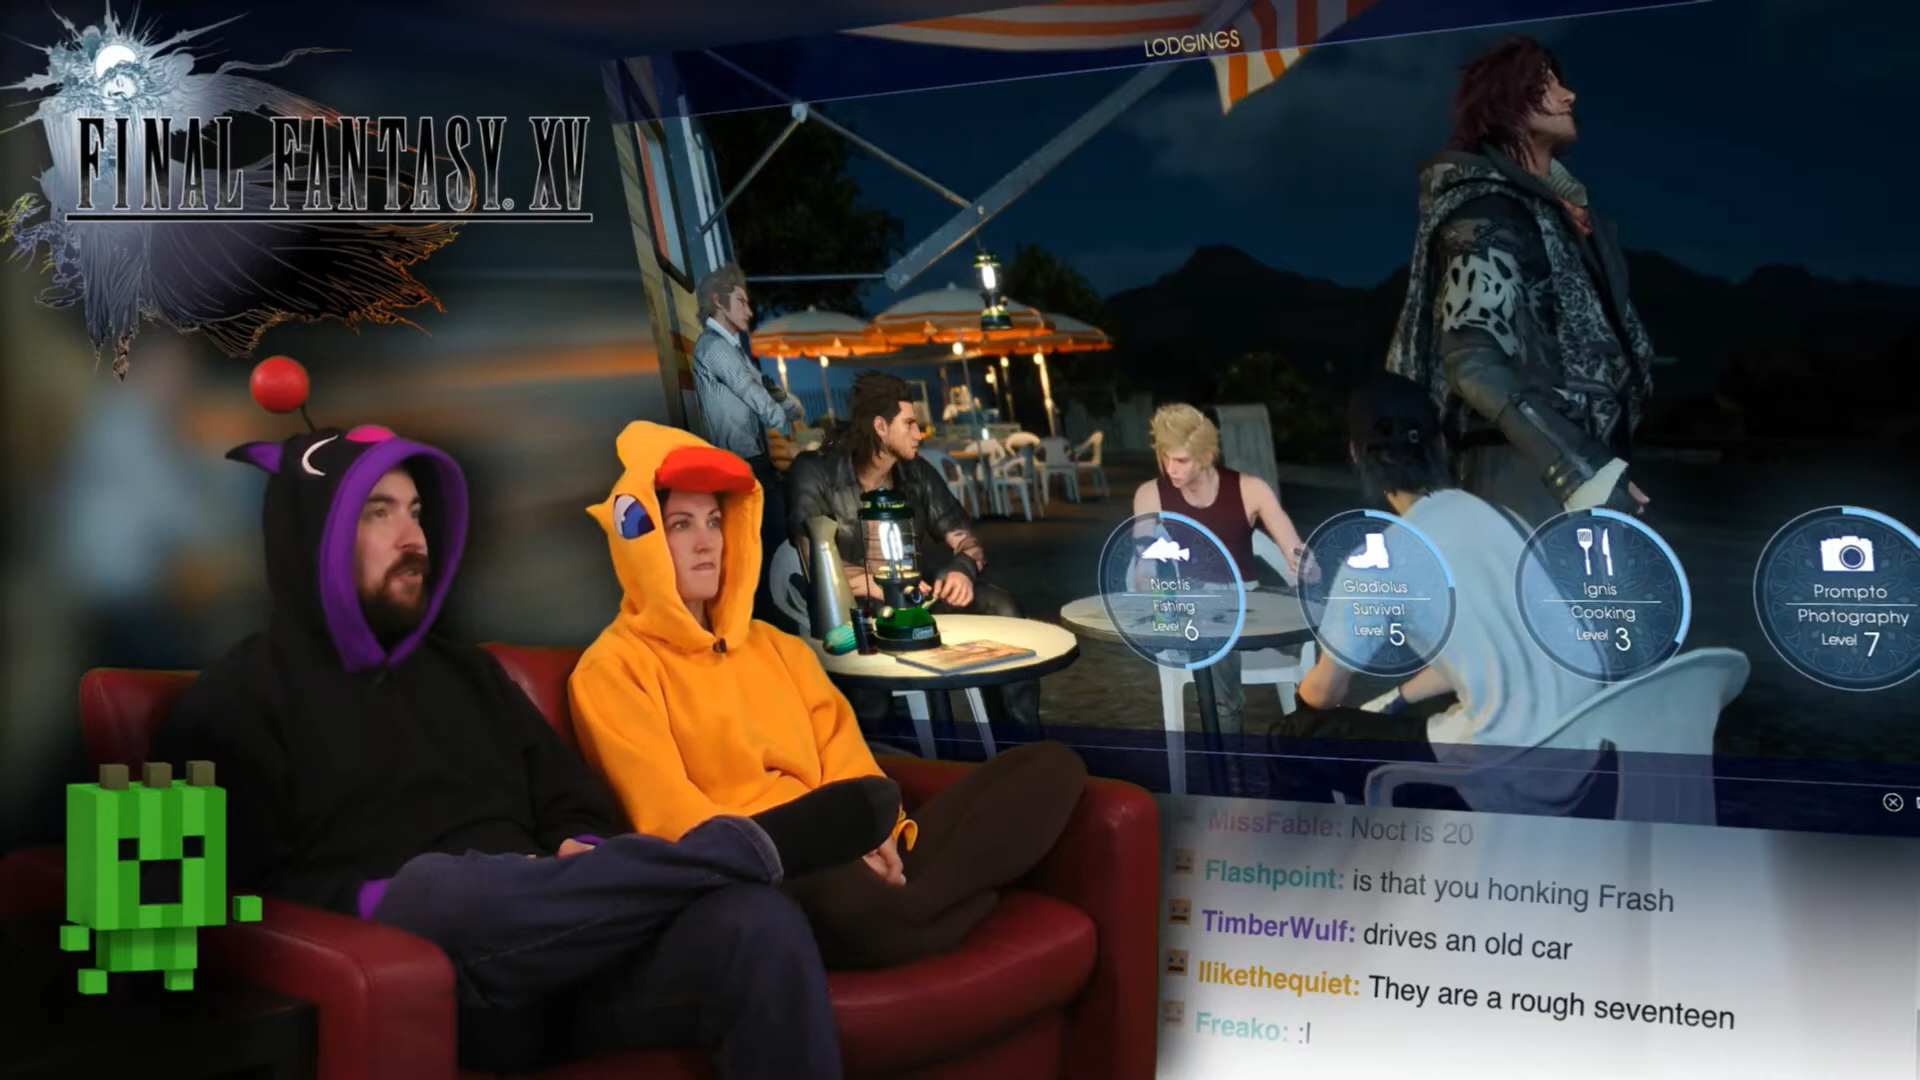 LODGINGS
FINAL FANTASY. XV
Noctis
Fishing
Level 6
Gladiolus
Survival
Level 5
Ignis
Cooking
Level 3
Prompto
Photography
Level 7
MissFable: Noct is 20
Flashpoint: is that you honking Frash
TimberWulf: drives an old car
Ilikethequiet: They are a rough seventeen
Freako: :l